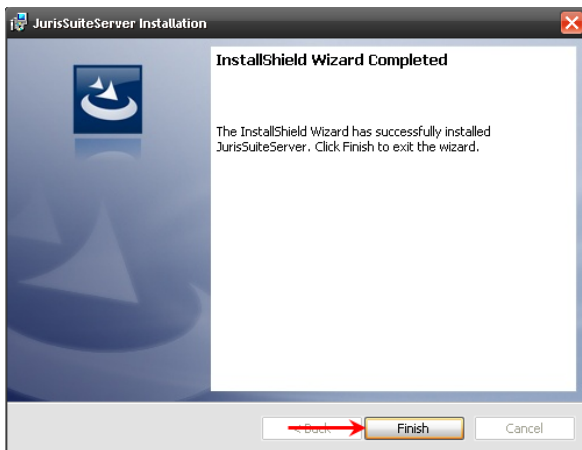 JurisSuiteServer Installation
InstallShield Wizard Completed
The InstallShield Wizard has successfully installed
JurisSuiteServer. Click Finish to exit the wizard.
< Back
Finish
Cancel